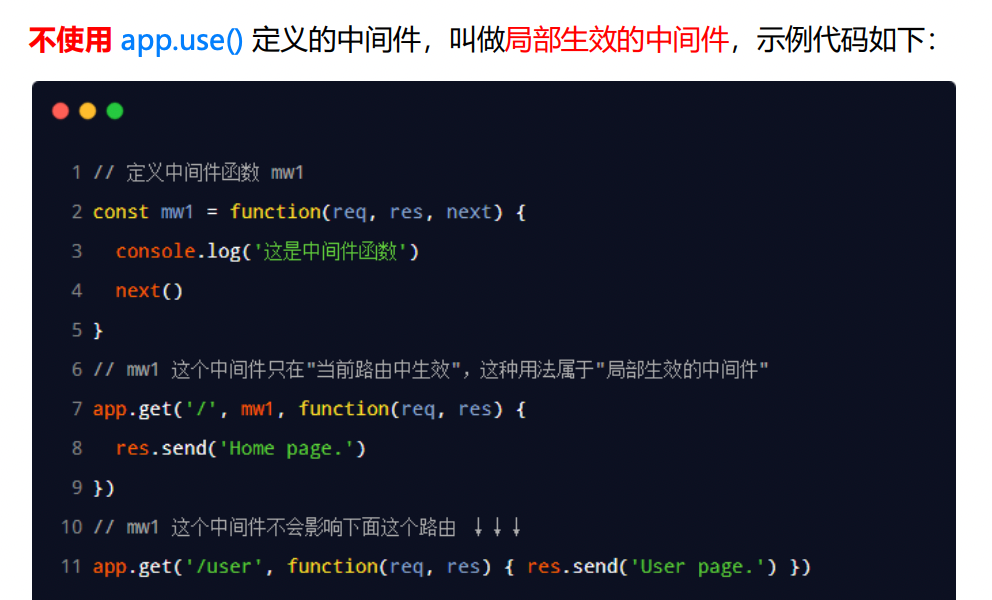 不使用 app.use() 定义的中间件，叫做局部生效的中间件，示例代码如下：
1 // 定义中间件函数 mw1
2 const mw1 = function(req, res, next) {
3   console.log('这是中间件函数')
4   next()
5 }
6 // mw1 这个中间件只在"当前路由中生效"，这种用法属于"局部生效的中间件"
7 app.get('/', mw1, function(req, res) {
8   res.send('Home page.')
9 })
10 // mw1 这个中间件不会影响下面这个路由 ↓↓↓
11 app.get('/user', function(req, res) { res.send('User page.') })